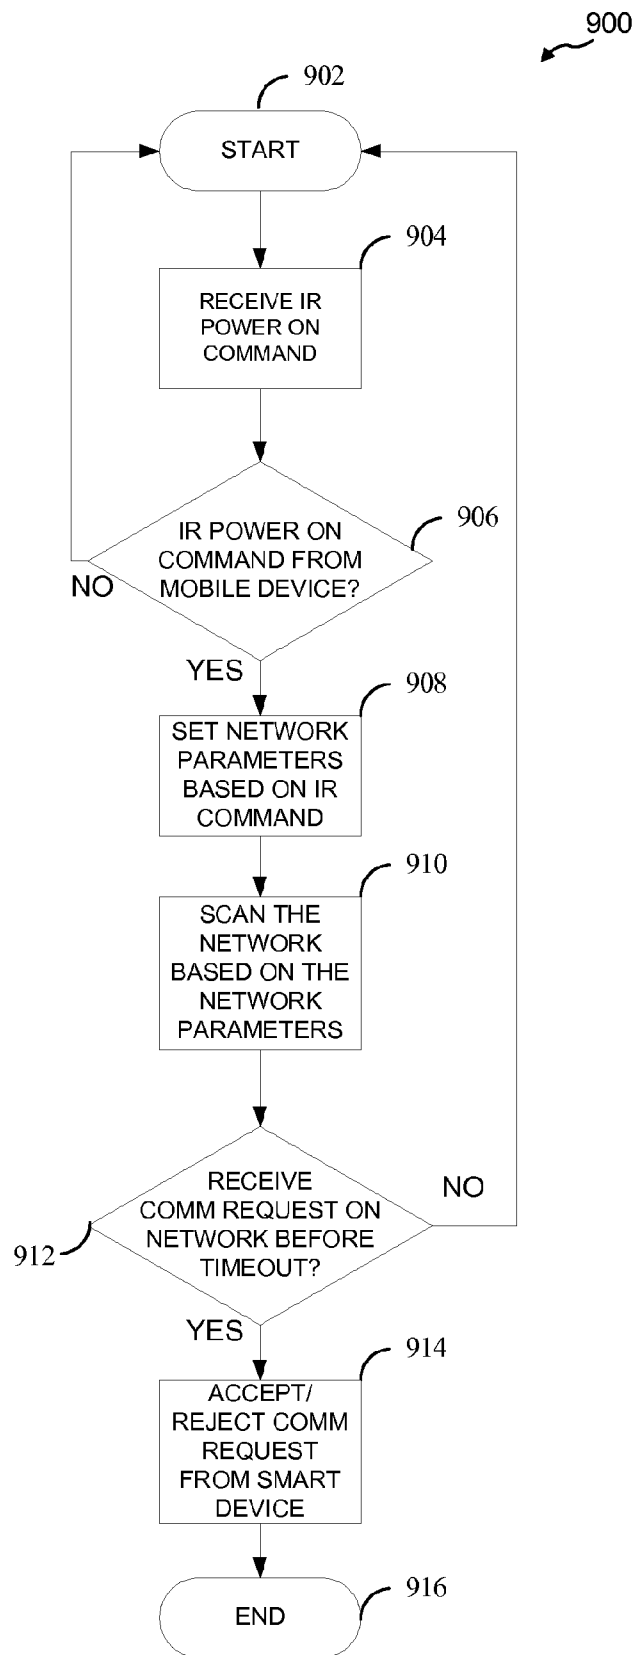 900
902
START
904
RECEIVE IR
POWER ON
COMMAND
906
IR POWER ON
COMMAND FROM
MOBILE DEVICE?
NO
YES
908
SET NETWORK
PARAMETERS
BASED ON IR
COMMAND
910
SCAN THE
NETWORK
BASED ON THE
NETWORK
PARAMETERS
RECEIVE
COMM REQUEST ON
NETWORK BEFORE
TIMEOUT?
NO
912
YES
914
ACCEPT/
REJECT COMM
REQUEST
FROM SMART
DEVICE
916
END